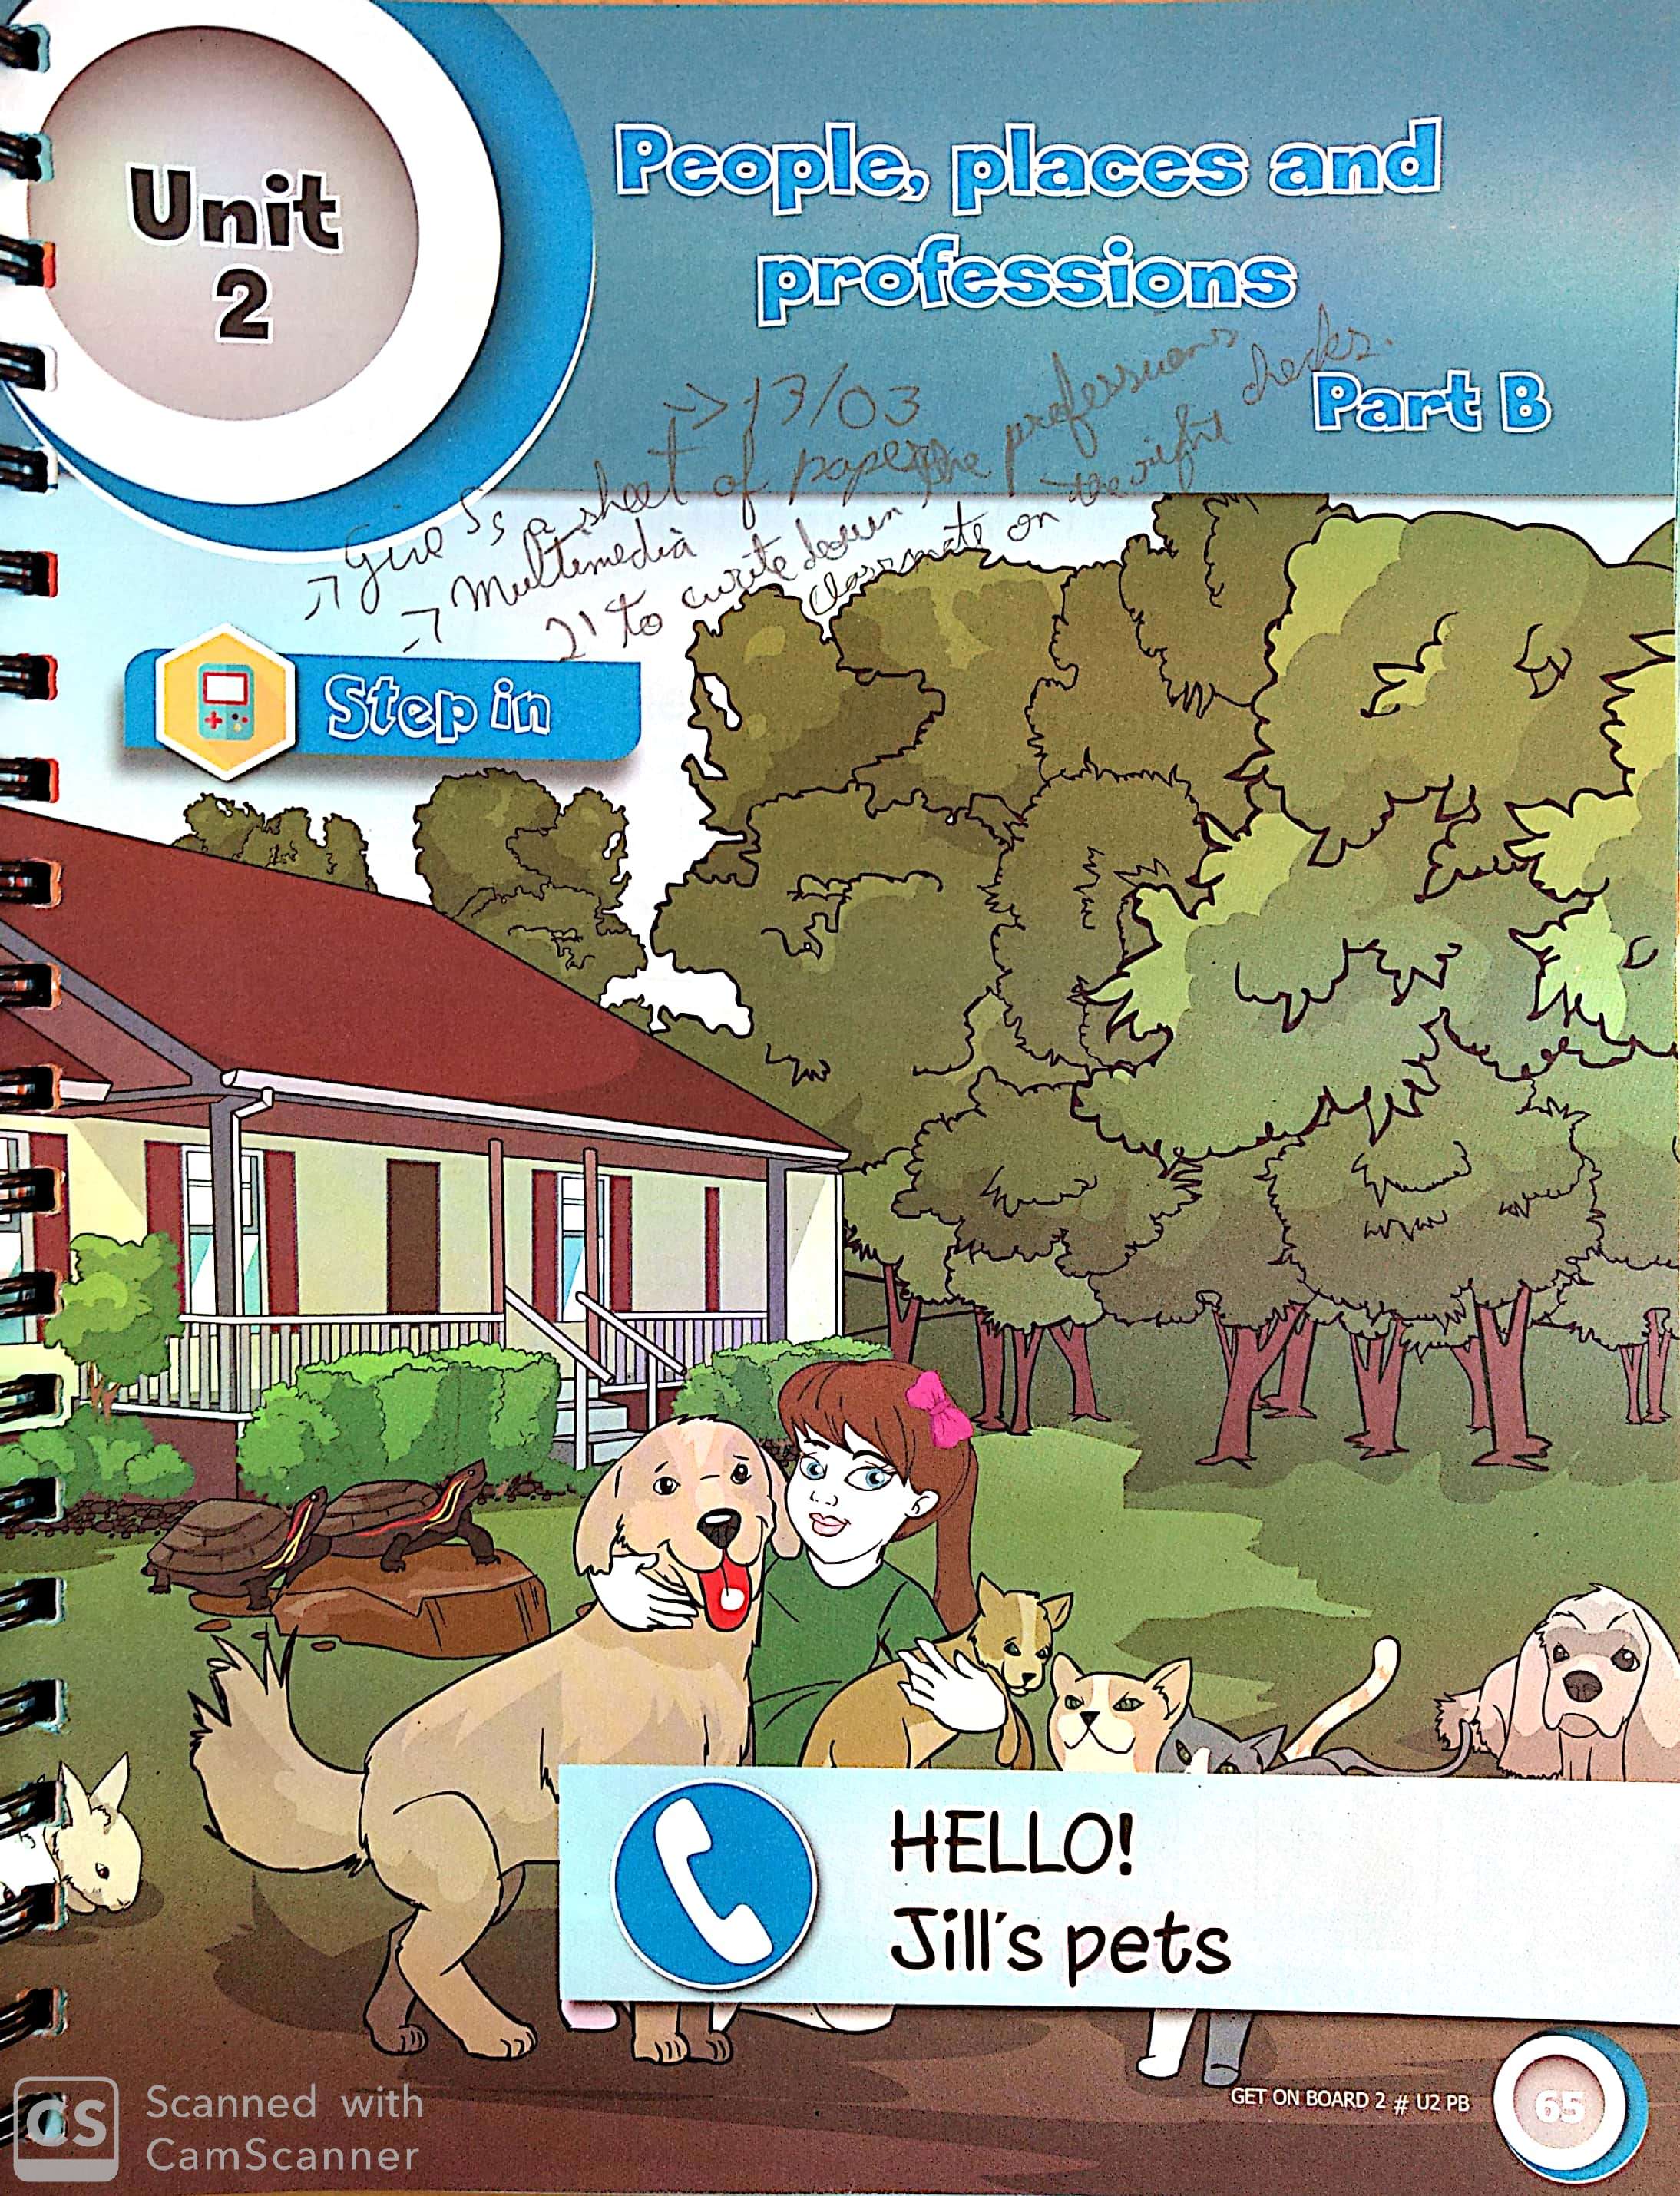 Unit
2
People, places and
professions
Part B
→ 13/03
→ Give Ss a sheet of paper
→ Multimedia
2' to write down the professions
classmate on the right checks.
Step in
HELLO!
Jill's pets
GET ON BOARD 2 # U2 PB
65
CS
Scanned with
CamScanner